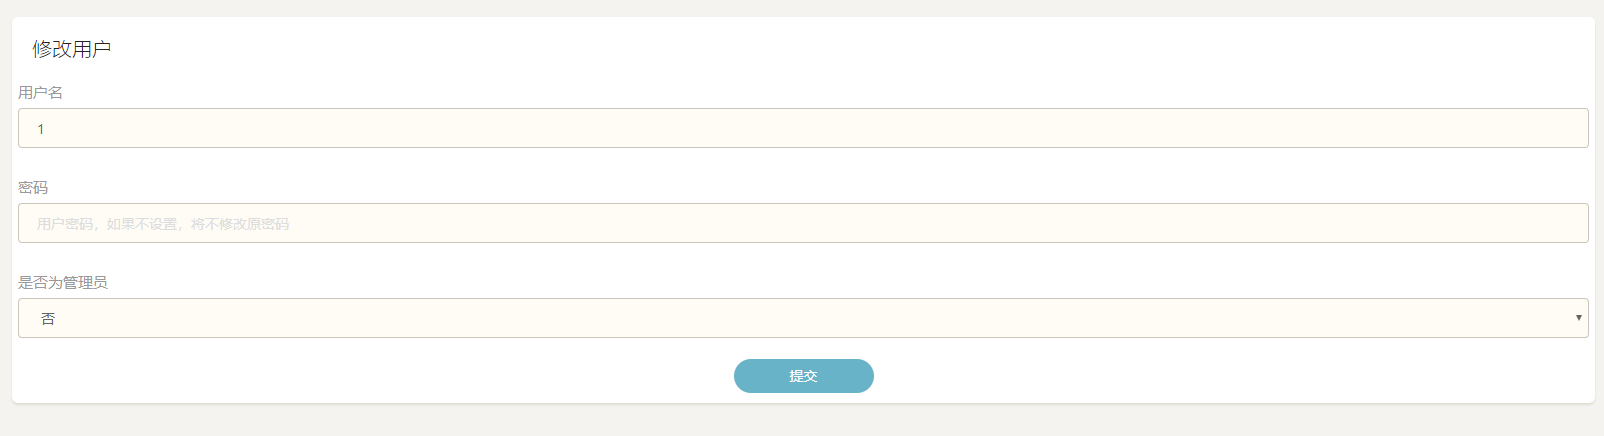 修改用户
用户名
1
密码
用户密码，如果不设置，将不修改原密码
是否为管理员
否
提交